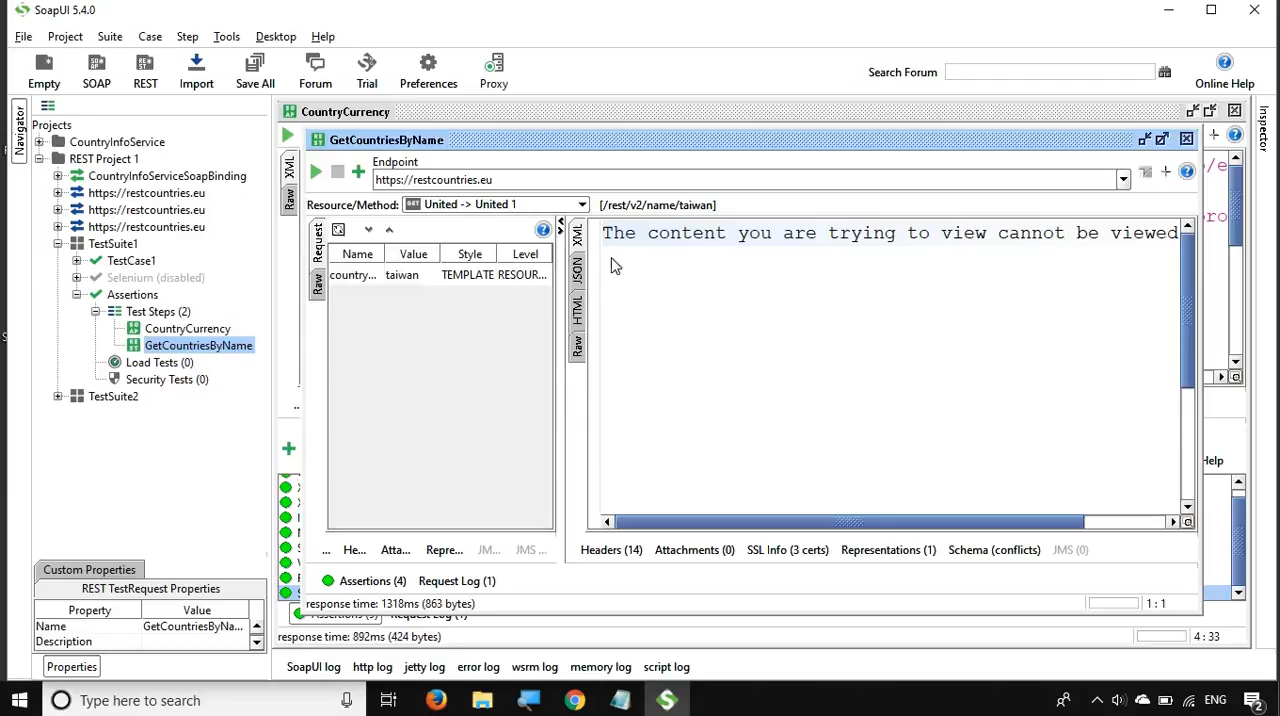 SoapUI 5.4.0
File Project Suite Case Step Tools Desktop Help
Empty SOAP REST Import Save All Forum Trial Preferences Proxy
Search Forum
Online Help
Navigator
Projects
CountryInfoService
REST Project 1
CountryInfoServiceSoapBinding
https://restcountries.eu
https://restcountries.eu
https://restcountries.eu
TestSuite1
TestCase1
Selenium (disabled)
Assertions
Test Steps (2)
CountryCurrency
GetCountriesByName
Load Tests (0)
Security Tests (0)
TestSuite2
Custom Properties
REST TestRequest Properties
Property Value
Name GetCountriesByNa...
Description
Properties
CountryCurrency
XML
Raw
GetCountriesByName
Endpoint
https://restcountries.eu
Resource/Method: GET United -> United 1 [/rest/v2/name/taiwan]
Request
Raw
Name Value Style Level
country... taiwan TEMPLATE RESOUR...
... He... Atta... Repre... JM... JMS ...
XML
JSON
HTML
Raw
The content you are trying to view cannot be viewed
Headers (14) Attachments (0) SSL Info (3 certs) Representations (1) Schema (conflicts) JMS (0)
Assertions (4) Request Log (1)
response time: 1318ms (863 bytes)
1 : 1
response time: 892ms (424 bytes)
4 : 33
Inspector
SoapUI log http log jetty log error log wsrm log memory log script log
Type here to search
ENG
2